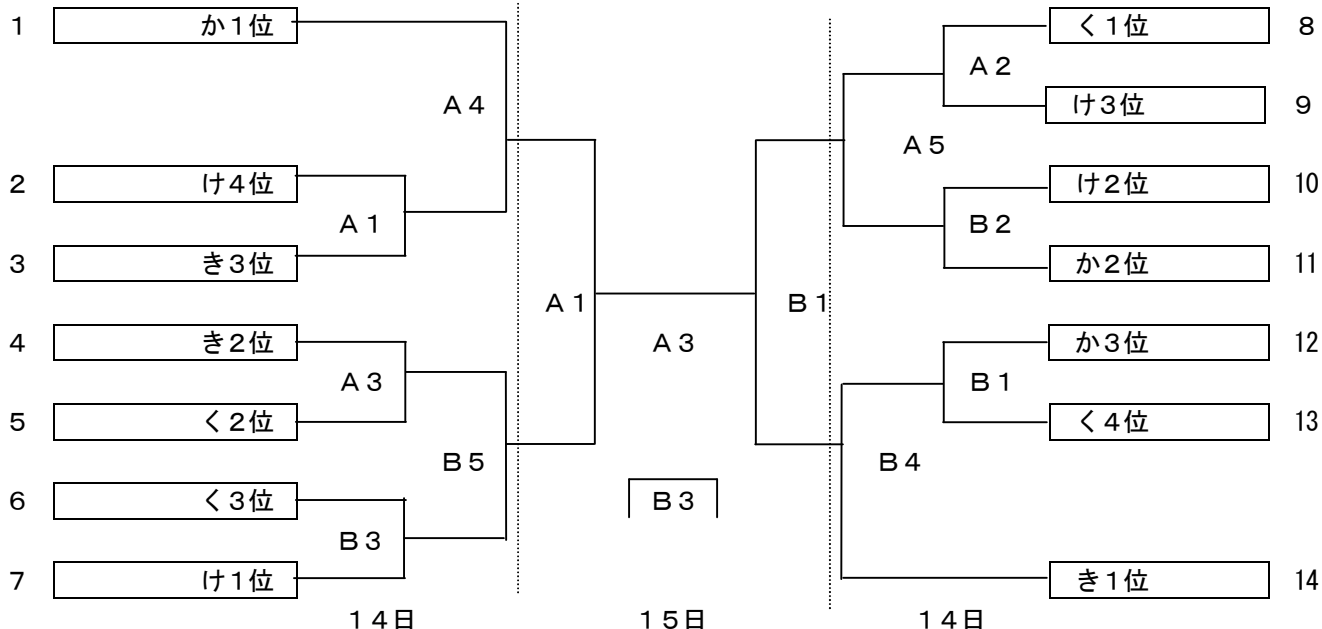 1 か１位
Ａ４
2 け４位
Ａ１
3 き３位
4 き２位
Ａ３
5 く２位
Ｂ５
6 く３位
Ｂ３
7 け１位
１４日
Ａ１
Ａ３
Ｂ１
Ｂ３
１５日
く１位 8
Ａ２
け３位 9
Ａ５
け２位 10
Ｂ２
か２位 11
か３位 12
Ｂ１
く４位 13
Ｂ４
き１位 14
１４日